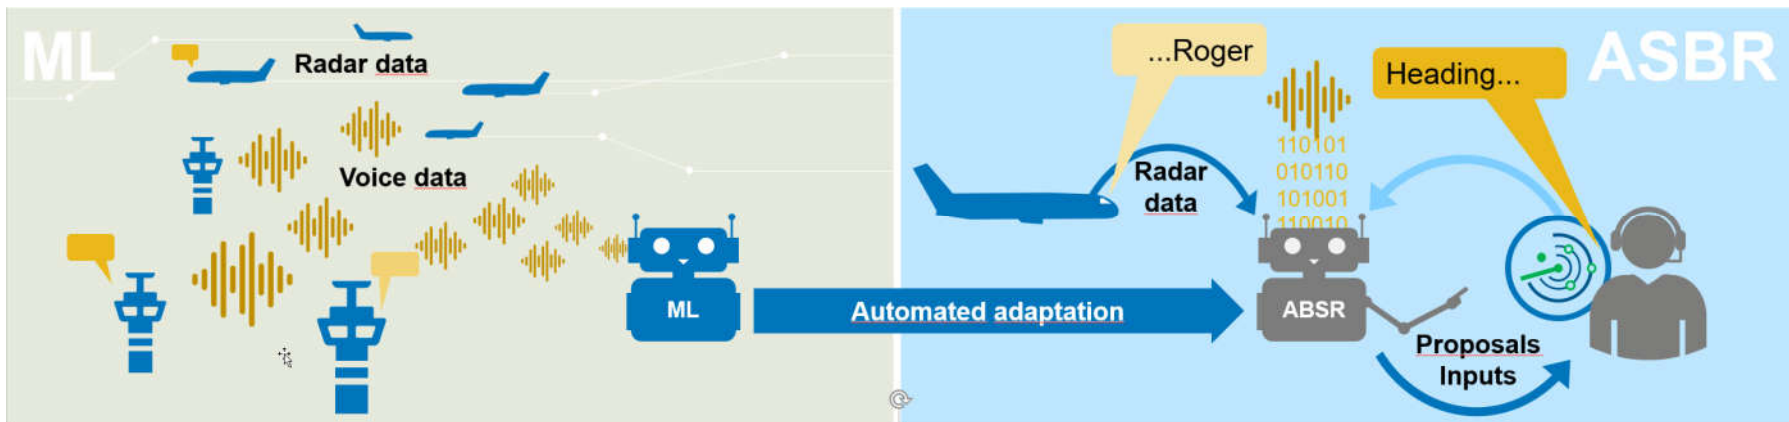 ML
Radar data
Voice data
ML
Automated adaptation
ASBR
...Roger
Heading...
110101
010110
101001
110010
Radar
data
ABSR
Proposals
Inputs